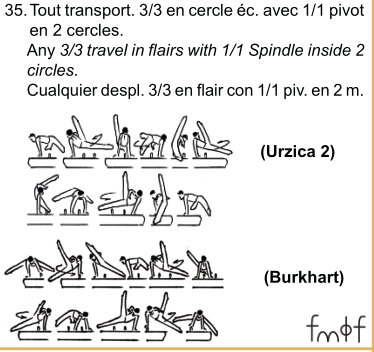 35. Tout transport. 3/3 en cercle éc. avec 1/1 pivot
en 2 cercles.
Any 3/3 travel in flairs with 1/1 Spindle inside 2
circles.
Cualquier despl. 3/3 en flair con 1/1 piv. en 2 m.
(Urzica 2)
(Burkhart)